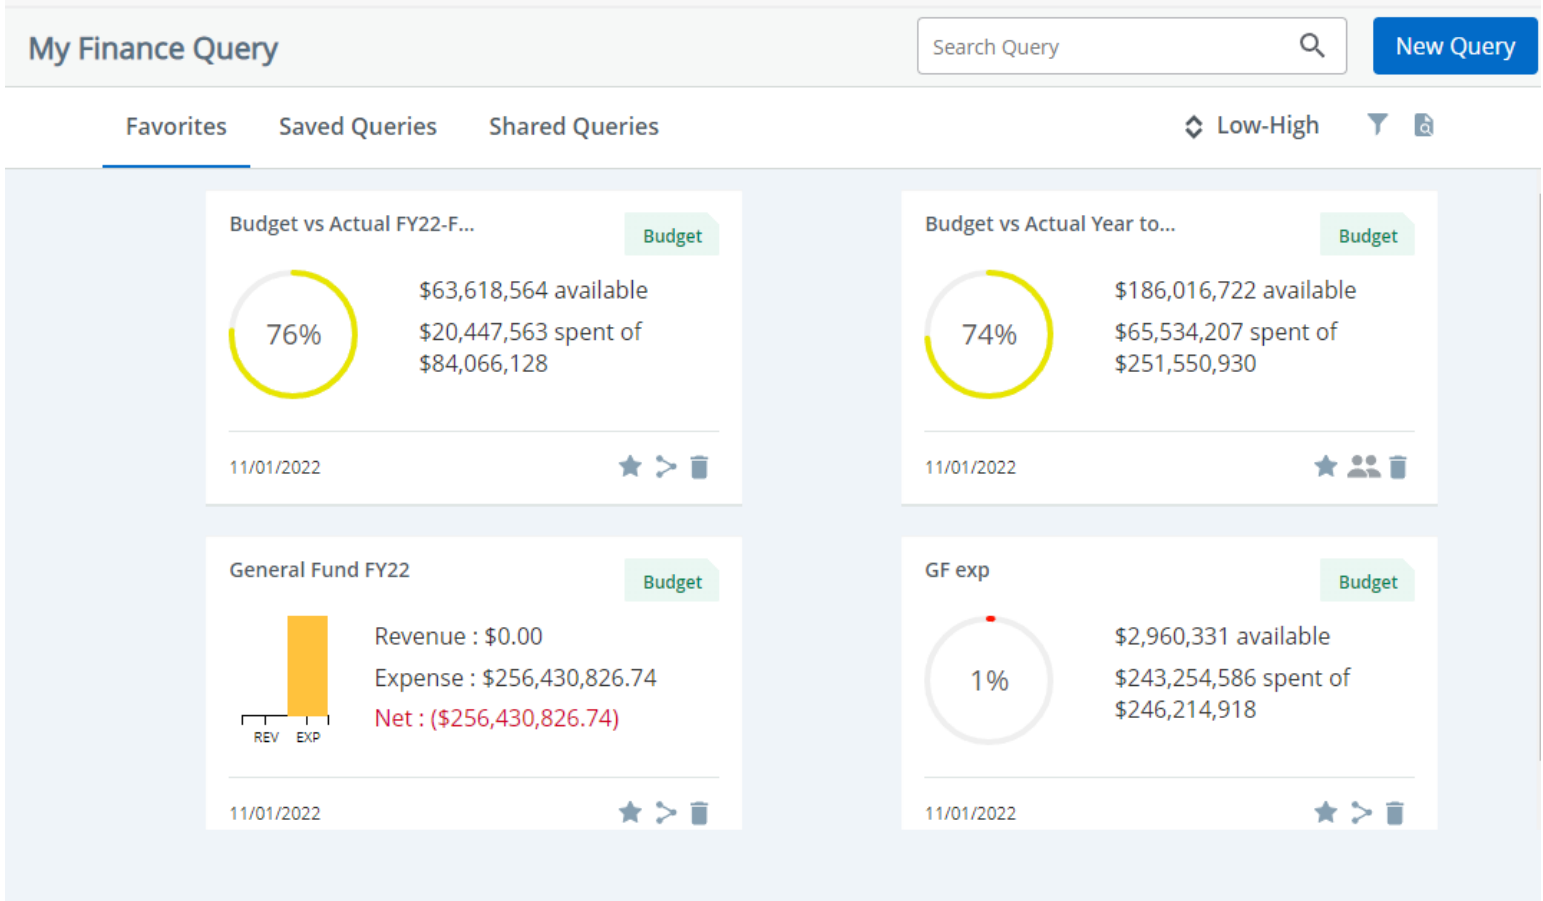 My Finance Query
Search Query
New Query
Favorites
Saved Queries
Shared Queries
Low-High
Budget vs Actual FY22-F...
Budget
76%
$63,618,564 available
$20,447,563 spent of
$84,066,128
11/01/2022
Budget vs Actual Year to...
Budget
74%
$186,016,722 available
$65,534,207 spent of
$251,550,930
11/01/2022
General Fund FY22
Budget
Revenue : $0.00
Expense : $256,430,826.74
Net : ($256,430,826.74)
REV EXP
11/01/2022
GF exp
Budget
1%
$2,960,331 available
$243,254,586 spent of
$246,214,918
11/01/2022